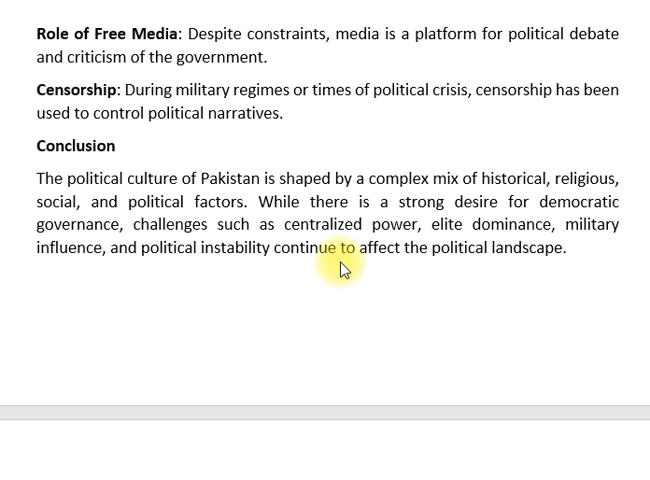 Role of Free Media: Despite constraints, media is a platform for political debate
and criticism of the government.
Censorship: During military regimes or times of political crisis, censorship has been
used to control political narratives.
Conclusion
The political culture of Pakistan is shaped by a complex mix of historical, religious,
social, and political factors. While there is a strong desire for democratic
governance, challenges such as centralized power, elite dominance, military
influence, and political instability continue to affect the political landscape.